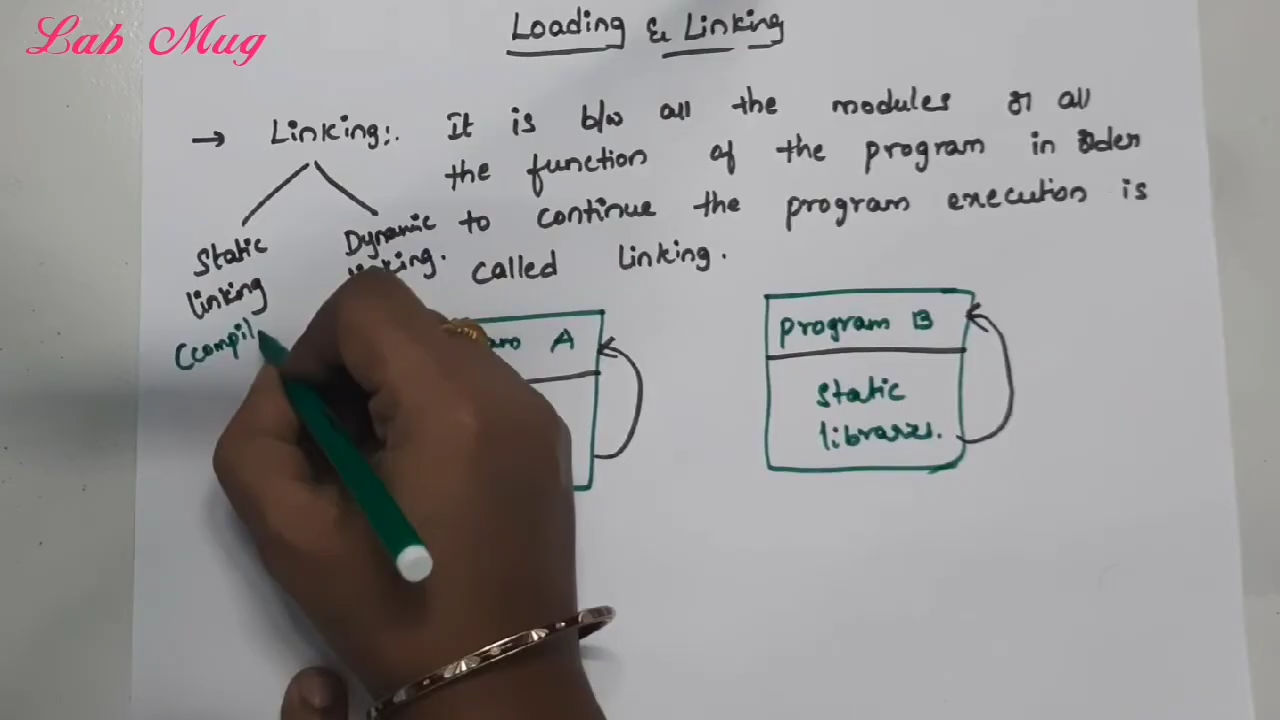 Lab Mug
Loading & Linking
→ Linking:. It is b/w all the modules or all
the function of the program in order
to continue the program execution is
called linking.
Static
linking
(compil
Dynamic
linking.
A
program B
static
libraries.